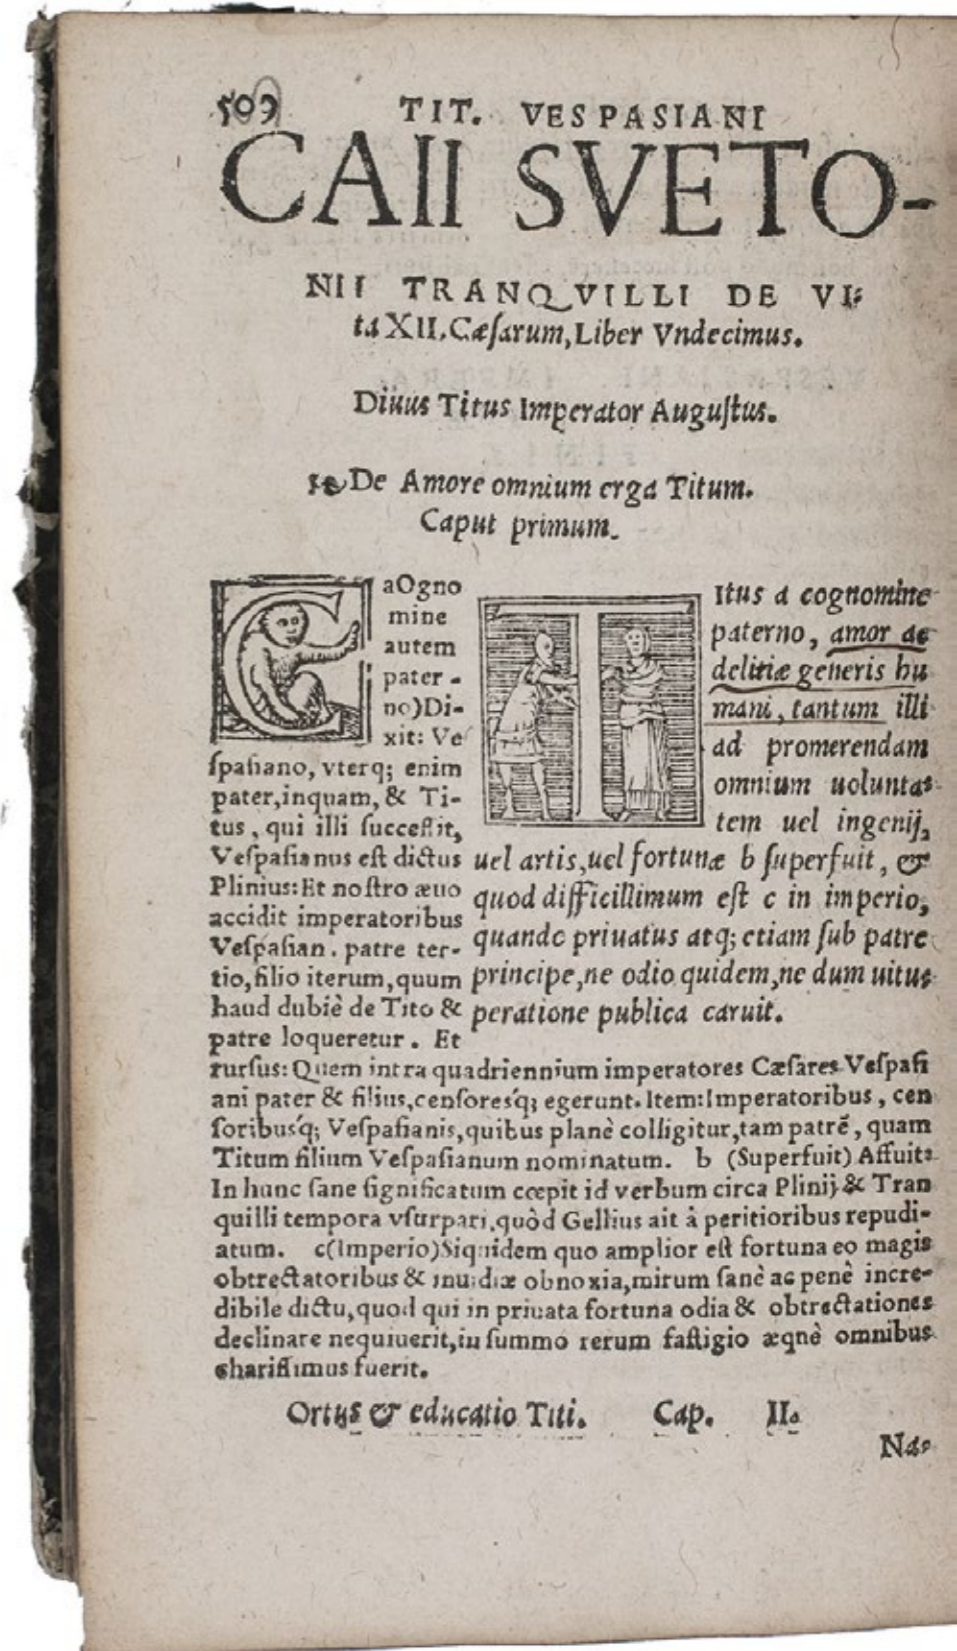 509 TIT. VESPASIANI
CAII SVETO-
NII TRANQVILLI DE VI-
ta XII. Cæſarum, Liber Vndecimus.
Diuus Titus Imperator Auguſtus.
De Amore omnium erga Titum.
Caput primum.
C aOgno
mine
autem
pater-
no)Di-
xit: Ve
ſpaſiano, vterq; enim
pater, inquam, & Ti-
tus, qui illi ſucceſſit,
Veſpaſianus eſt dictus
Plinius: Et noſtro æuo
accidit imperatoribus
Veſpaſian. patre ter-
tio, filio iterum, quum
haud dubiè de Tito &
patre loqueretur. Et
TItus a cognomine
paterno, amor ac
delitiæ generis hu
mani, tantum illi
ad promerendam
omnium uolunta-
tem uel ingenij,
uel artis, uel fortunæ b ſuperfuit, &
quod difficillimum eſt c in imperio,
quando priuatus atq; etiam ſub patre
principe, ne odio quidem, ne dum uitu-
peratione publica caruit.
rurſus: Quem intra quadriennium imperatores Cæſares Veſpaſi
ani pater & filius, cenſoresq́; egerunt. Item: Imperatoribus, cen
ſoribusq́; Veſpaſianis, quibus planè colligitur, tam patrē, quam
Titum filium Veſpaſianum nominatum. b (Superfuit) Affuit.
In hunc ſane ſignificatum cœpit id verbum circa Plinij & Tran
quilli tempora vſurpari, quòd Gellius ait à peritioribus repudi-
atum. c(Imperio)Siquidem quo amplior eſt fortuna eo magis
obtrectatoribus & inuidiæ obnoxia, mirum ſanè ac penè incre-
dibile dictu, quod qui in priuata fortuna odia & obtrectationes
declinare nequiuerit, in ſummo rerum faſtigio æquè omnibus
chariſſimus fuerit.
Ortus & educatio Titi. Cap. II.
Na-